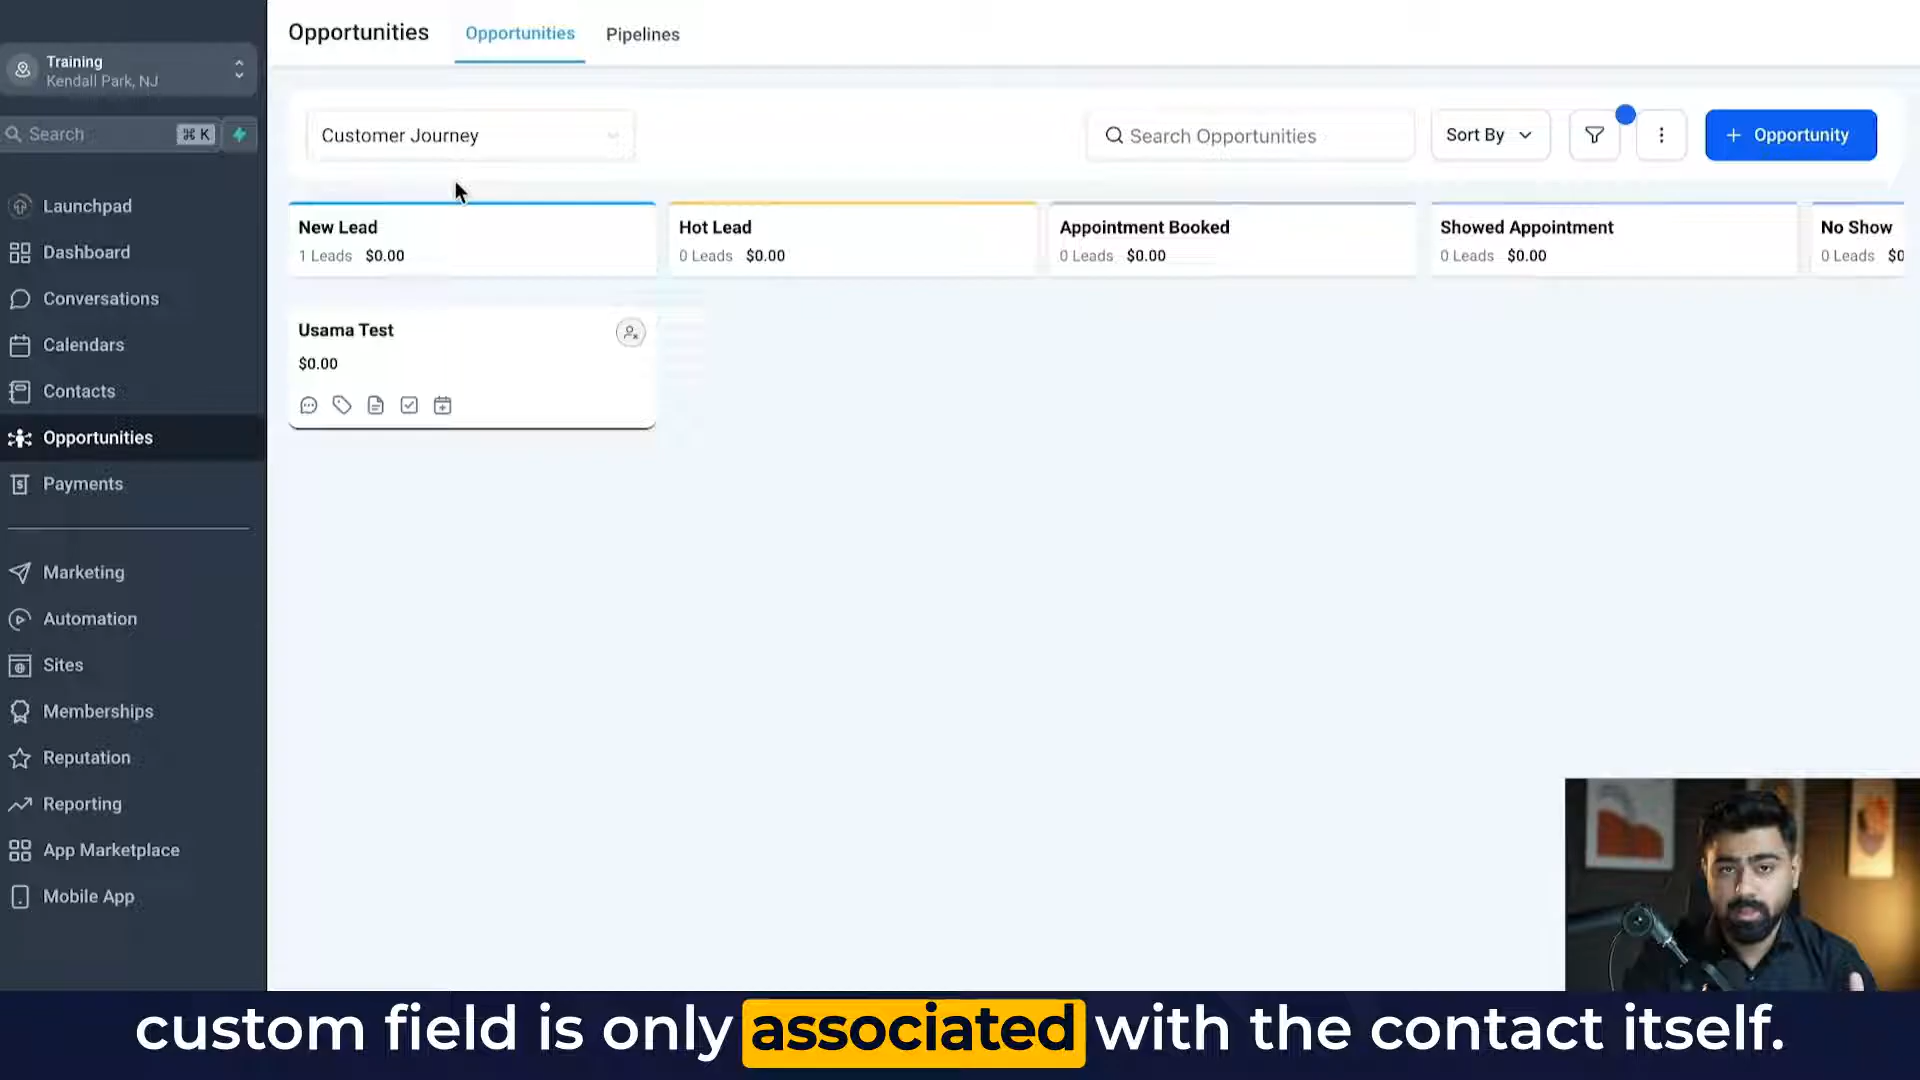 Opportunities
Opportunities
Pipelines
Training
Kendall Park, NJ
Search
⌘ K
Launchpad
Dashboard
Conversations
Calendars
Contacts
Opportunities
Payments
Marketing
Automation
Sites
Memberships
Reputation
Reporting
App Marketplace
Mobile App
Customer Journey
Search Opportunities
Sort By
+ Opportunity
New Lead
1 Leads $0.00
Hot Lead
0 Leads $0.00
Appointment Booked
0 Leads $0.00
Showed Appointment
0 Leads $0.00
No Show
0 Leads $0
Usama Test
$0.00
custom field is only associated with the contact itself.